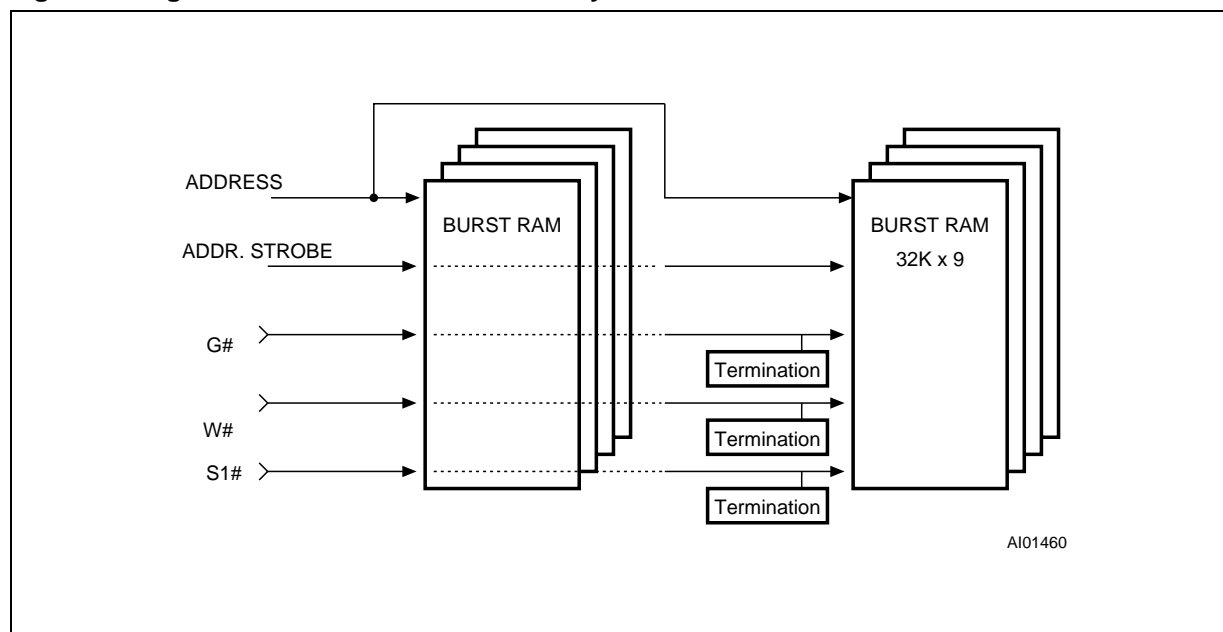 ADDRESS
BURST RAM
BURST RAM
32K x 9
ADDR. STROBE
G#
Termination
W#
Termination
S1#
Termination
AI01460